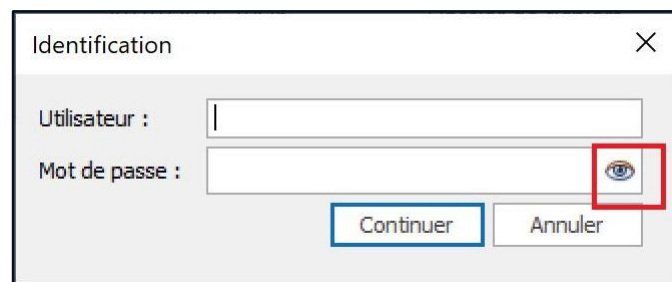 Identification
Utilisateur :
Mot de passe :
Continuer Annuler